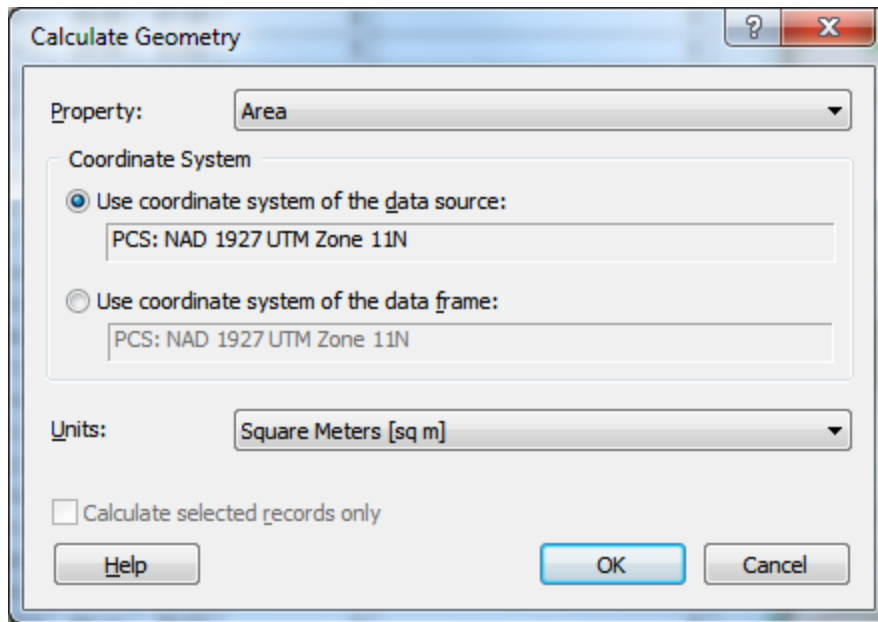 Calculate Geometry
Property: Area
Coordinate System
Use coordinate system of the data source:
PCS: NAD 1927 UTM Zone 11N
Use coordinate system of the data frame:
PCS: NAD 1927 UTM Zone 11N
Units: Square Meters [sq m]
Calculate selected records only
Help OK Cancel